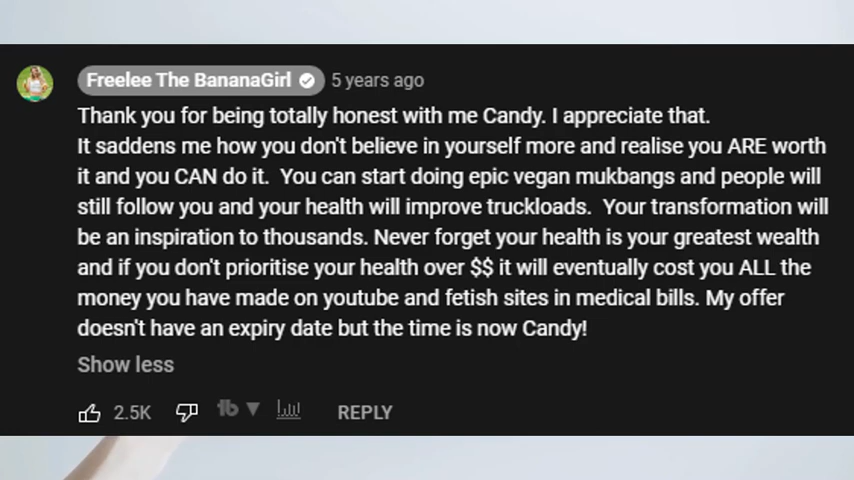 Freelee The BananaGirl 5 years ago
Thank you for being totally honest with me Candy. I appreciate that.
It saddens me how you don't believe in yourself more and realise you ARE worth
it and you CAN do it.  You can start doing epic vegan mukbangs and people will
still follow you and your health will improve truckloads.  Your transformation will
be an inspiration to thousands. Never forget your health is your greatest wealth
and if you don't prioritise your health over $$ it will eventually cost you ALL the
money you have made on youtube and fetish sites in medical bills. My offer
doesn't have an expiry date but the time is now Candy!
Show less
2.5K tb REPLY